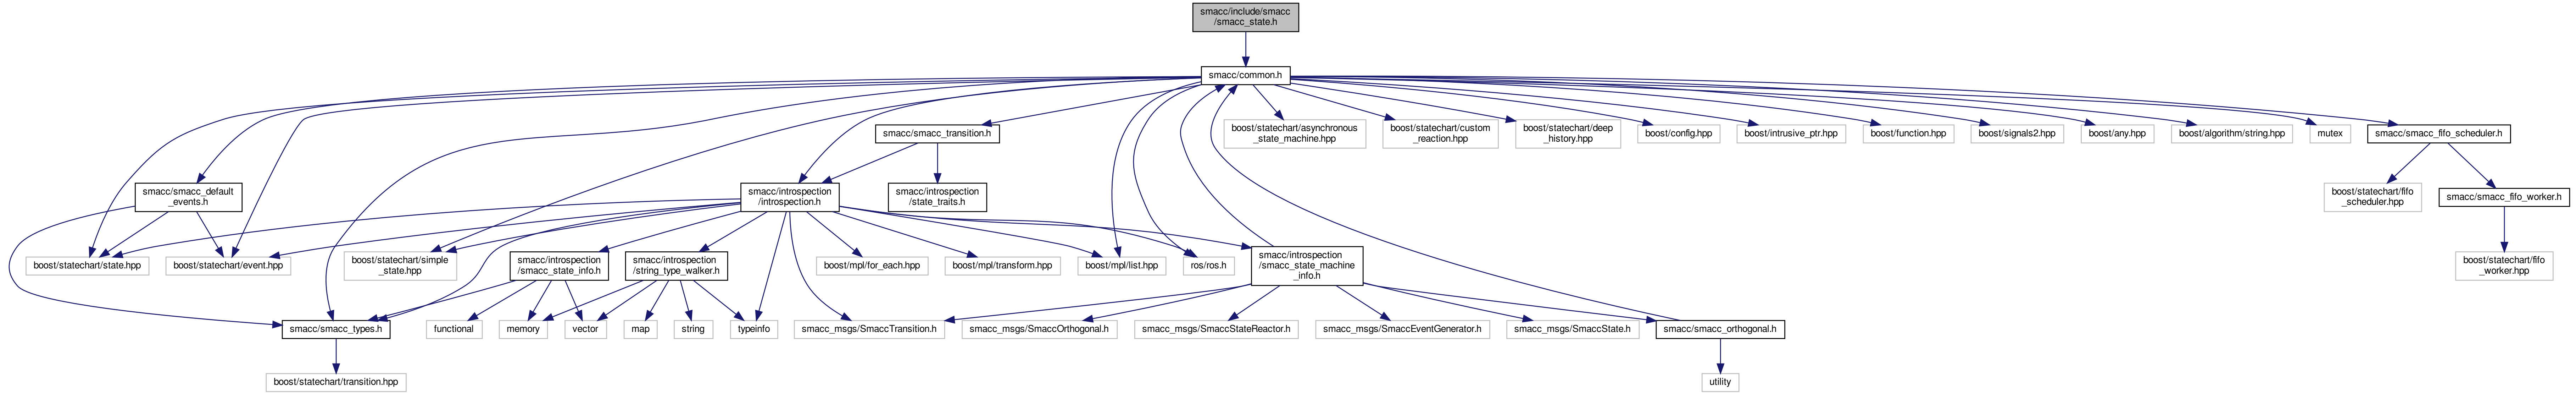 smacc/include/smacc
/smacc_state.h
smacc/common.h
boost/statechart/asynchronous
_state_machine.hpp
boost/statechart/custom
_reaction.hpp
boost/statechart/deep
_history.hpp
boost/config.hpp
boost/intrusive_ptr.hpp
boost/function.hpp
boost/signals2.hpp
boost/any.hpp
boost/algorithm/string.hpp
mutex
smacc/smacc_transition.h
smacc/smacc_fifo_scheduler.h
smacc/smacc_default
_events.h
smacc/introspection
/introspection.h
smacc/introspection
/state_traits.h
boost/statechart/fifo
_scheduler.hpp
smacc/smacc_fifo_worker.h
boost/statechart/state.hpp
boost/statechart/event.hpp
boost/statechart/simple
_state.hpp
smacc/introspection
/smacc_state_info.h
smacc/introspection
/string_type_walker.h
boost/mpl/for_each.hpp
boost/mpl/transform.hpp
boost/mpl/list.hpp
ros/ros.h
smacc/introspection
/smacc_state_machine
_info.h
boost/statechart/fifo
_worker.hpp
smacc/smacc_types.h
functional
memory
vector
map
string
typeinfo
smacc_msgs/SmaccTransition.h
smacc_msgs/SmaccOrthogonal.h
smacc_msgs/SmaccStateReactor.h
smacc_msgs/SmaccEventGenerator.h
smacc_msgs/SmaccState.h
smacc/smacc_orthogonal.h
boost/statechart/transition.hpp
utility